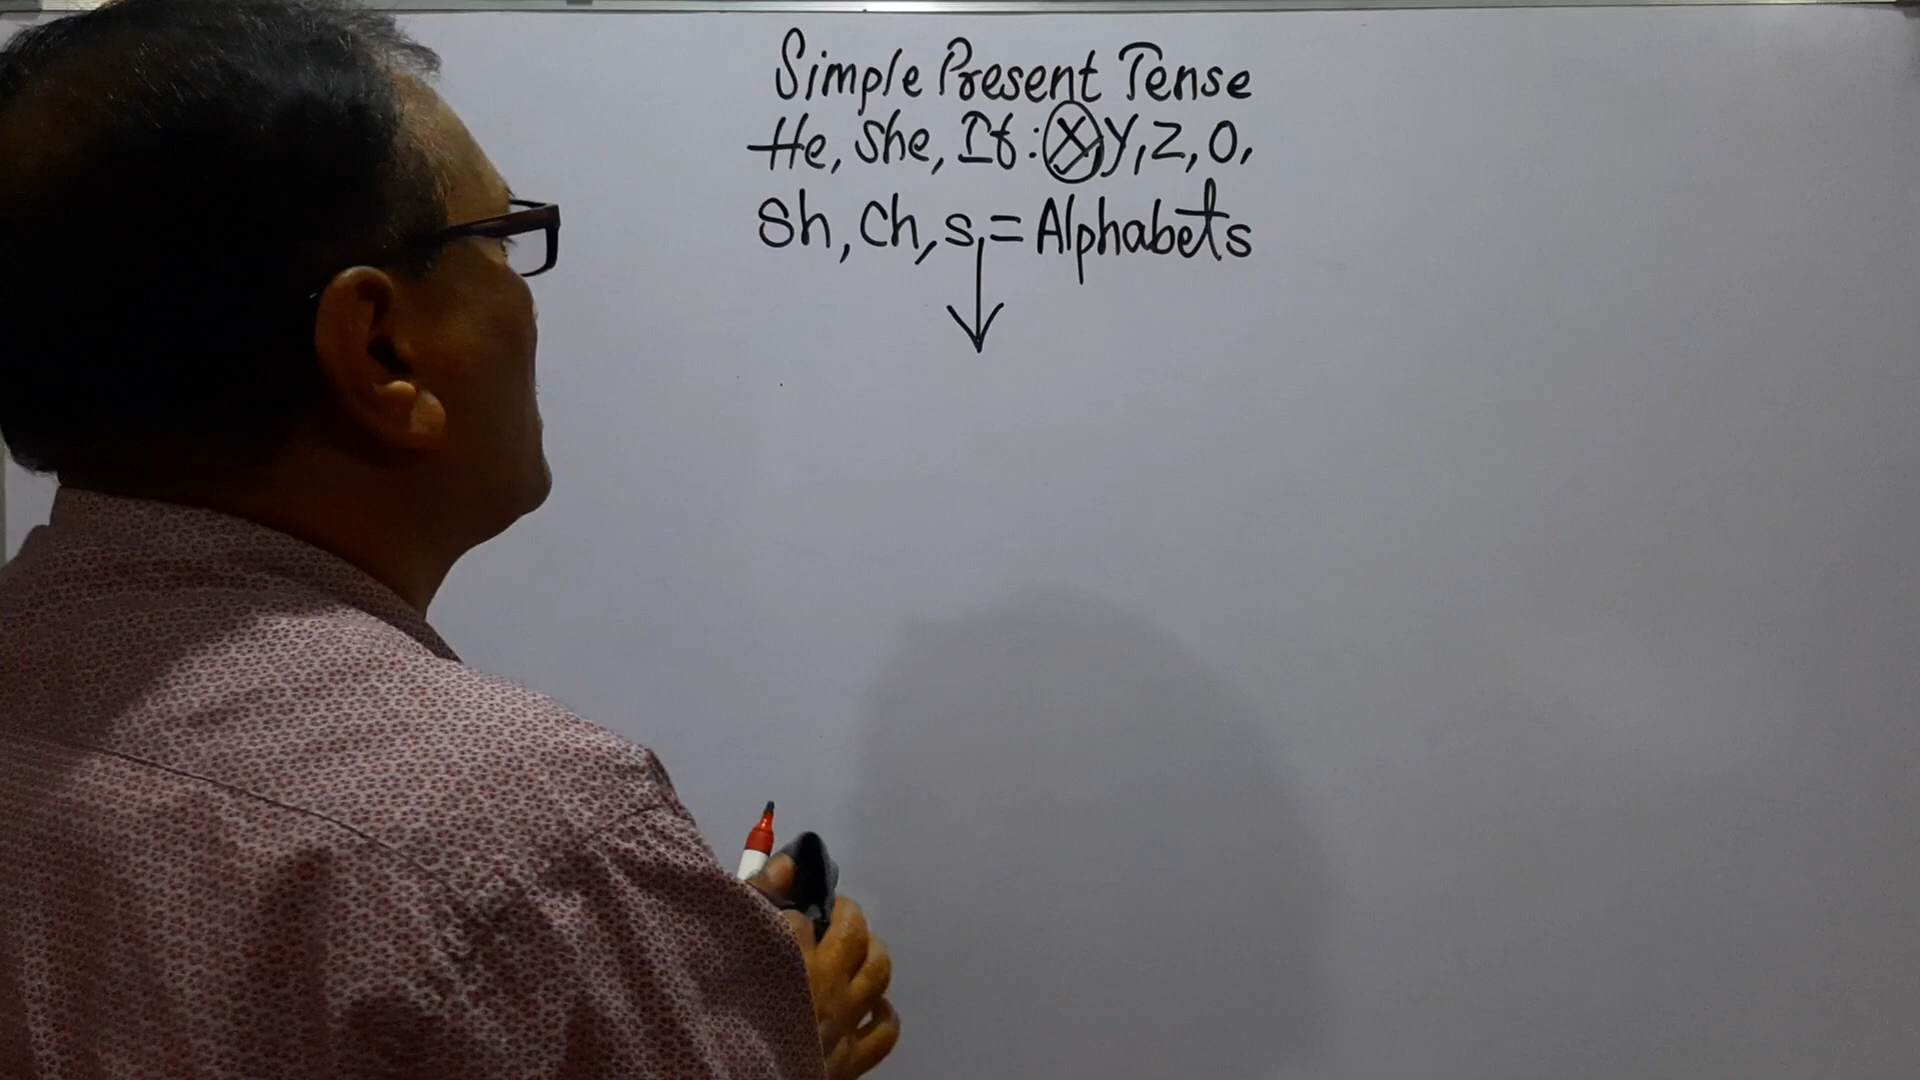 Simple Present Tense
He, She, It : X, Y, Z, O,
Sh, Ch, s, = Alphabets